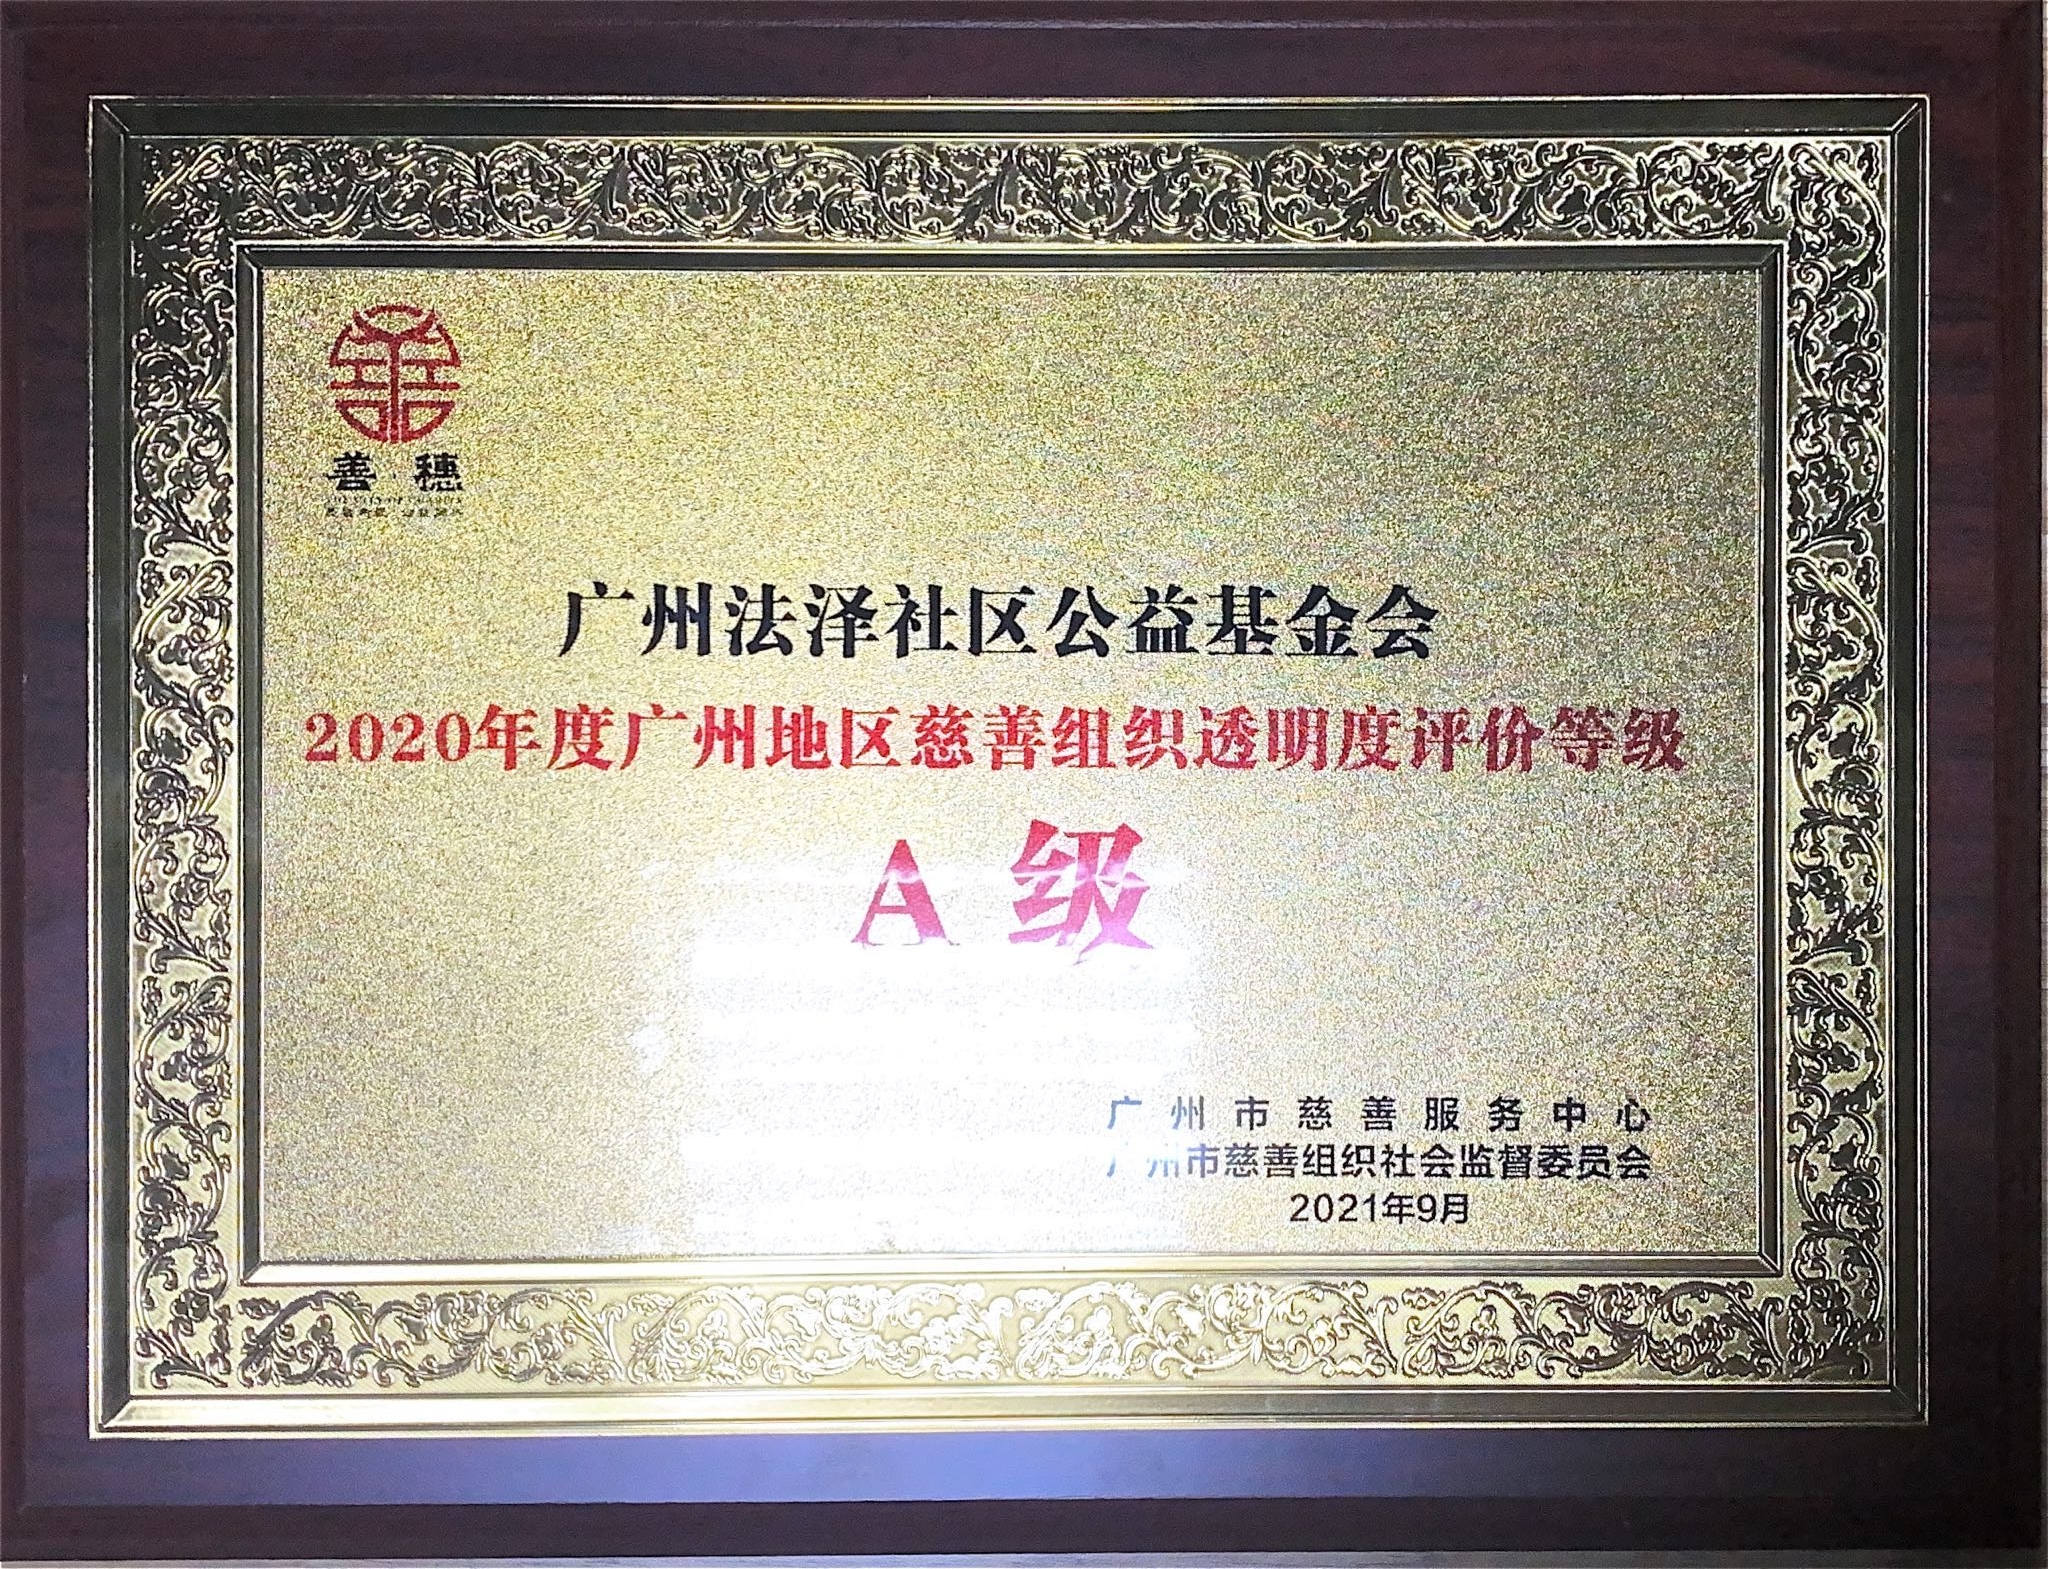 善穗
广州法泽社区公益基金会
2020年度广州地区慈善组织透明度评价等级
A 级
广州市慈善服务中心
广州市慈善组织社会监督委员会
2021年9月